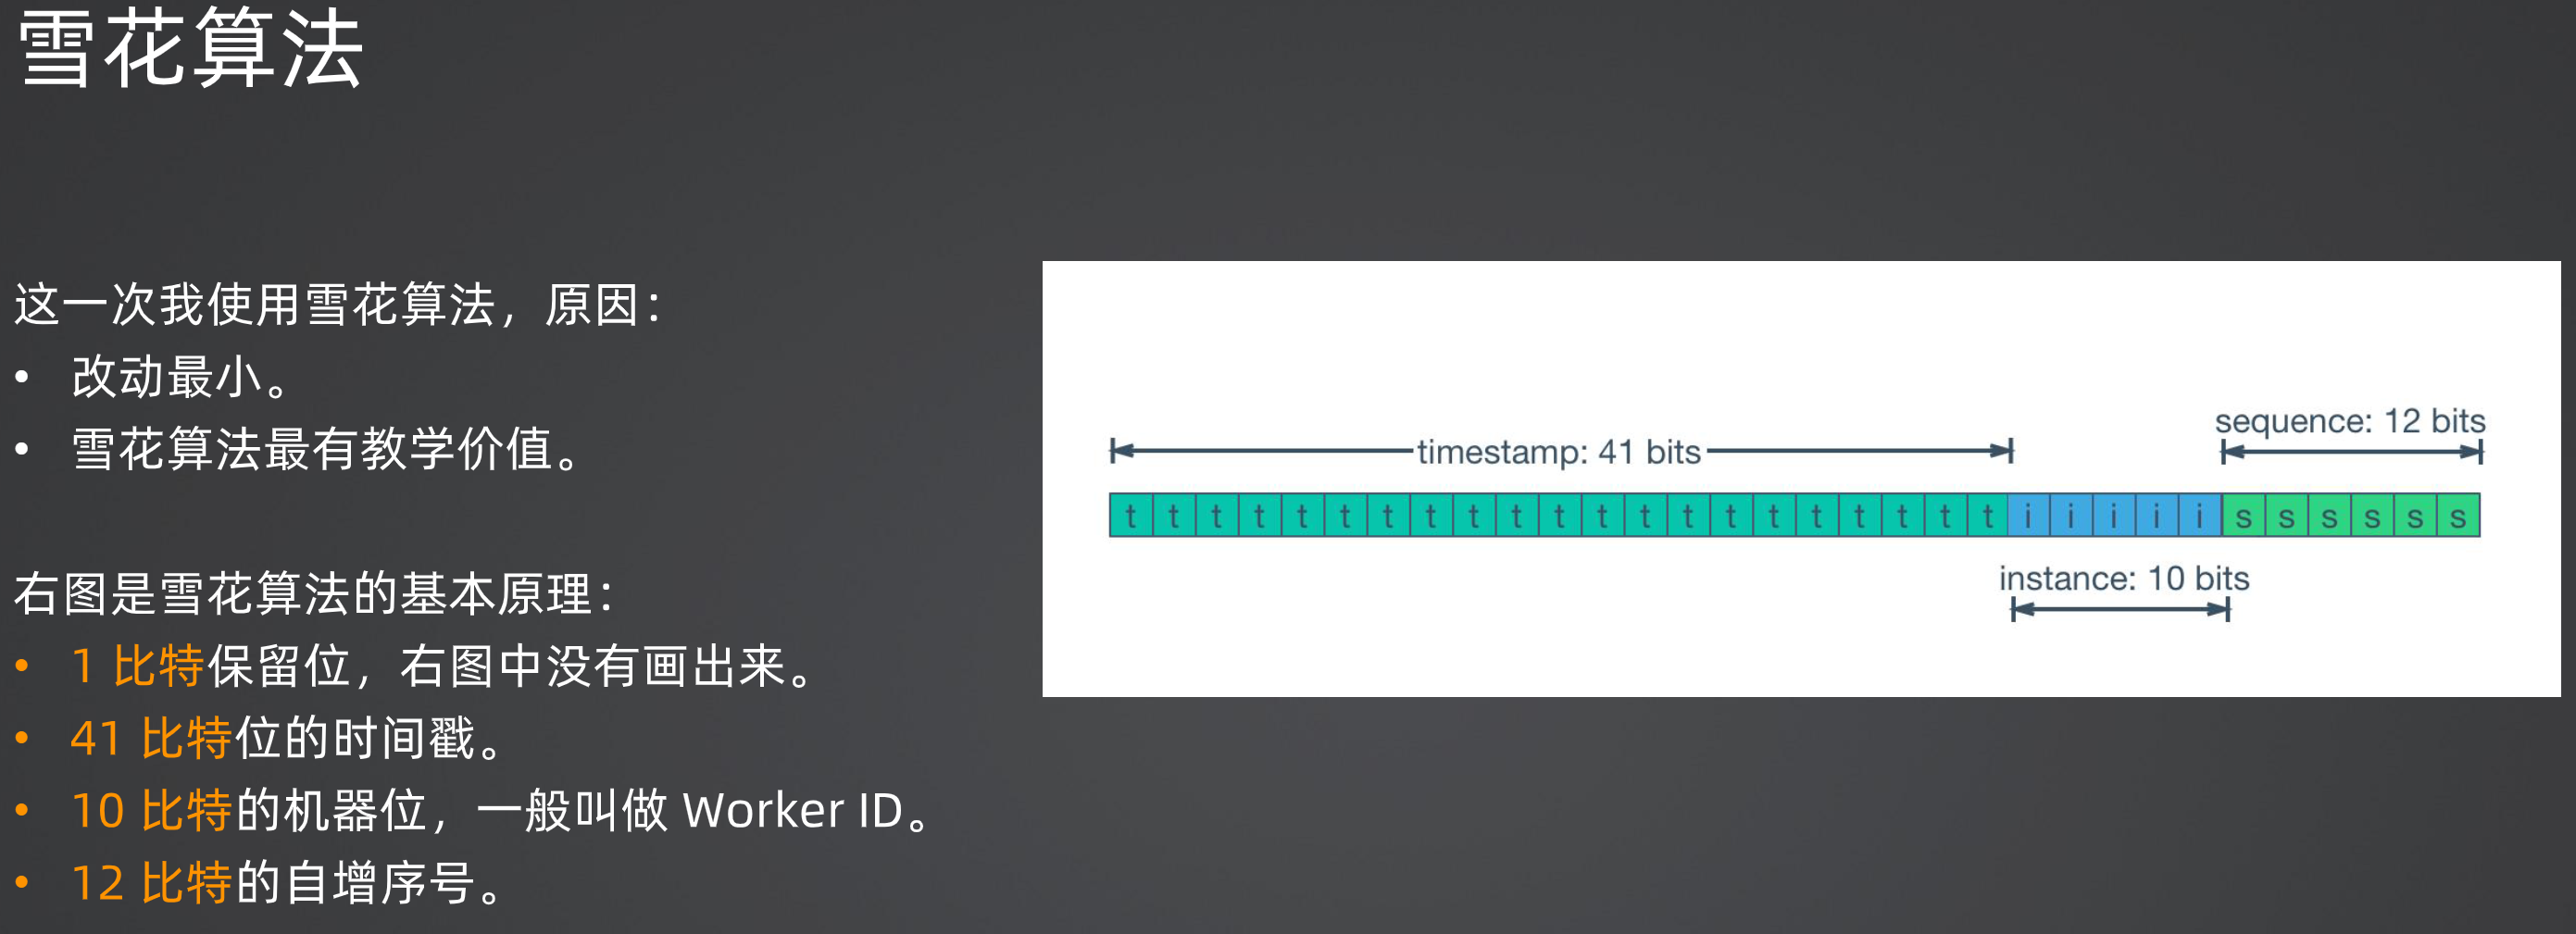 雪花算法
这一次我使用雪花算法，原因：
• 改动最小。
• 雪花算法最有教学价值。
右图是雪花算法的基本原理：
• 1 比特保留位，右图中没有画出来。
• 41 比特位的时间戳。
• 10 比特的机器位，一般叫做 Worker ID。
• 12 比特的自增序号。
sequence: 12 bits
timestamp: 41 bits
t t t t t t t t t t t t t t t t t t t t t i i i i i s s s s s s
instance: 10 bits